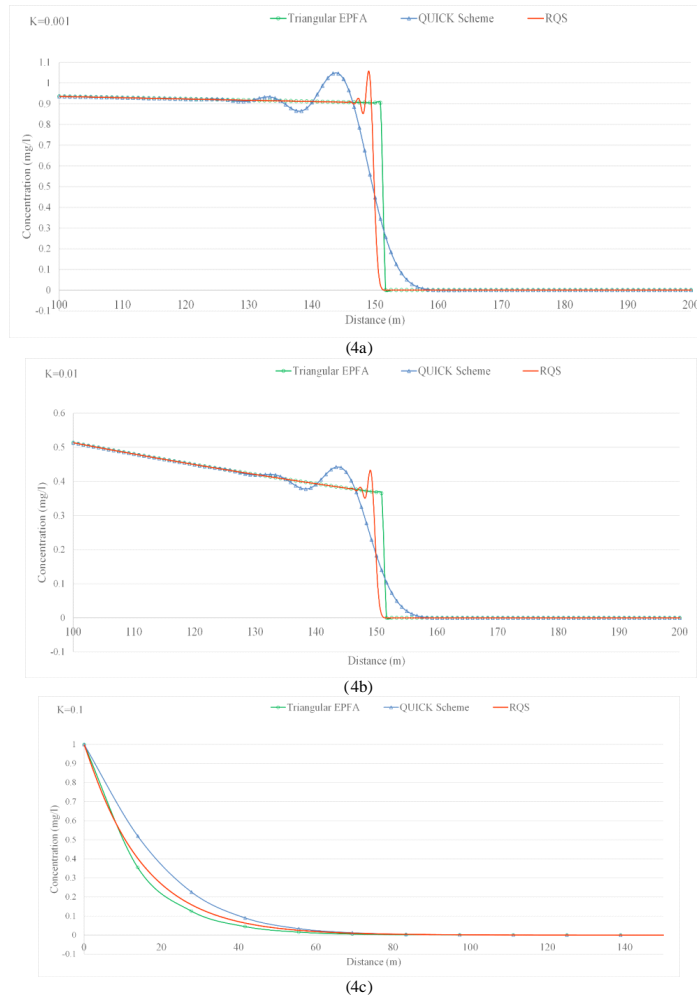 K=0.001
Triangular EPFA QUICK Scheme RQS
1.1
1
0.9
0.8
0.7
0.6
0.5
0.4
0.3
0.2
0.1
0
-0.1
Concentration (mg/l)
100 110 120 130 140 150 160 170 180 190 200
Distance (m)
(4a)
K=0.01
Triangular EPFA QUICK Scheme RQS
0.6
0.5
0.4
0.3
0.2
0.1
0
-0.1
Concentration (mg/l)
100 110 120 130 140 150 160 170 180 190 200
Distance (m)
(4b)
K=0.1
Triangular EPFA QUICK Scheme RQS
1
0.9
0.8
0.7
0.6
0.5
0.4
0.3
0.2
0.1
0
-0.1
Concentration (mg/l)
0 20 40 60 80 100 120 140
Distance (m)
(4c)